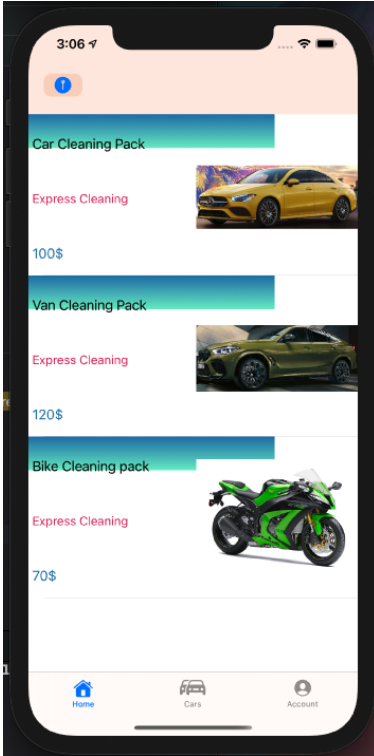 3:06
Car Cleaning Pack
Express Cleaning
100$
Van Cleaning Pack
Express Cleaning
120$
Bike Cleaning pack
Express Cleaning
70$
Home
Cars
Account